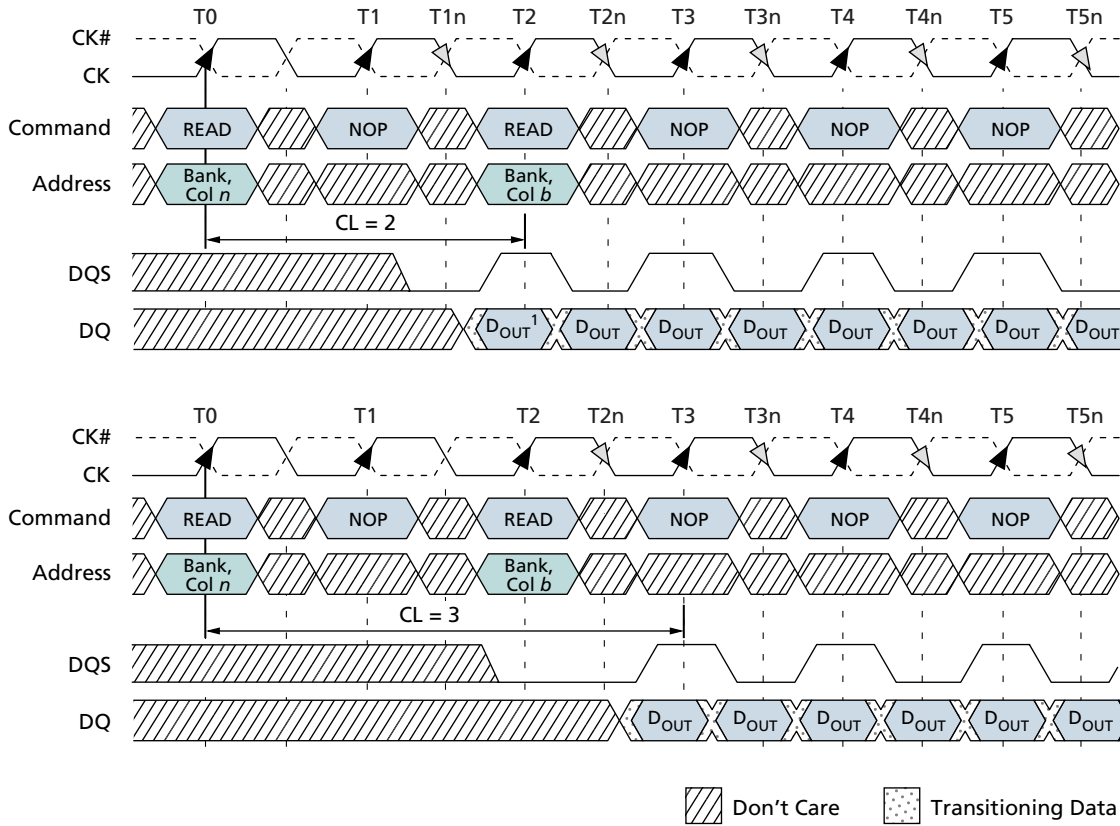 T0 T1 T1n T2 T2n T3 T3n T4 T4n T5 T5n
CK#
CK
Command READ NOP READ NOP NOP NOP
Address Bank, Col n Bank, Col b
CL = 2
DQS
DQ DOUT1 DOUT DOUT DOUT DOUT DOUT DOUT DOUT
T0 T1 T2 T2n T3 T3n T4 T4n T5 T5n
CK#
CK
Command READ NOP READ NOP NOP NOP
Address Bank, Col n Bank, Col b
CL = 3
DQS
DQ DOUT DOUT DOUT DOUT DOUT DOUT
Don't Care Transitioning Data